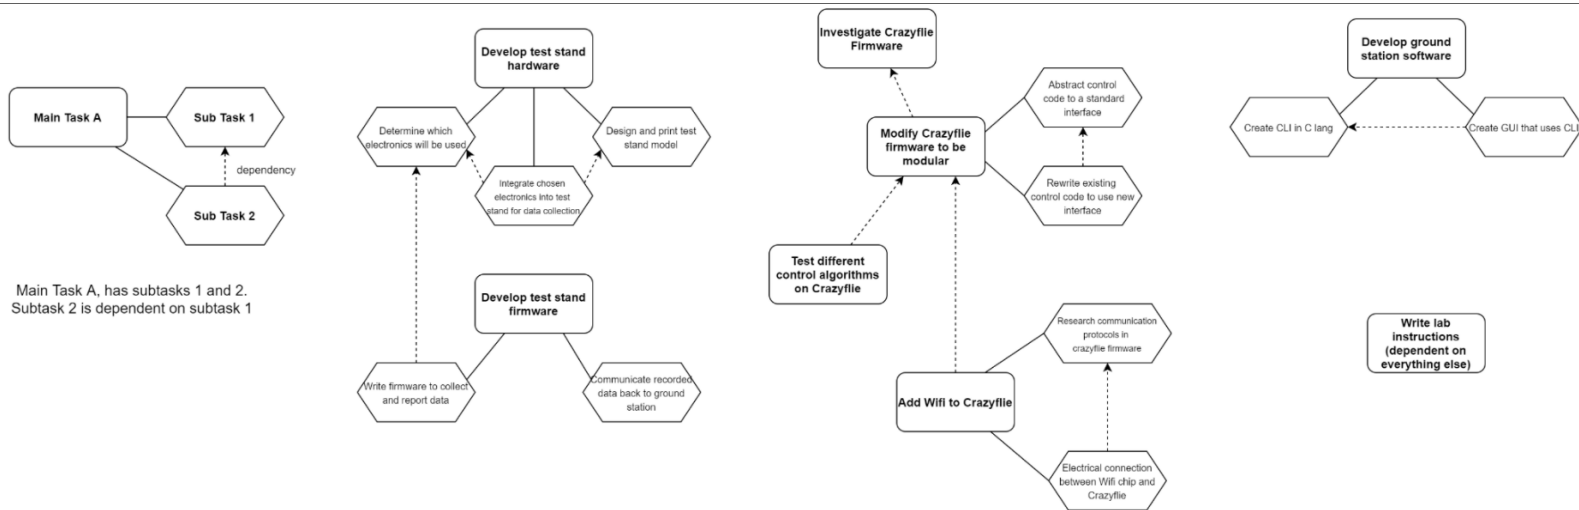 Main Task A
Sub Task 1
dependency
Sub Task 2
Main Task A, has subtasks 1 and 2.
Subtask 2 is dependent on subtask 1
Develop test stand
hardware
Determine which
electronics will be used
Design and print test
stand model
Integrate chosen
electronics into test
stand for data collection
Develop test stand
firmware
Write firmware to collect
and report data
Communicate recorded
data back to ground
station
Investigate Crazyflie
Firmware
Abstract control
code to a standard
interface
Modify Crazyflie
firmware to be
modular
Rewrite existing
control code to use new
interface
Test different
control algorithms
on Crazyflie
Research communication
protocols in
crazyflie firmware
Add Wifi to Crazyflie
Electrical connection
between Wifi chip and
Crazyflie
Develop ground
station software
Create CLI in C lang
Create GUI that uses CLI
Write lab
instructions
(dependent on
everything else)